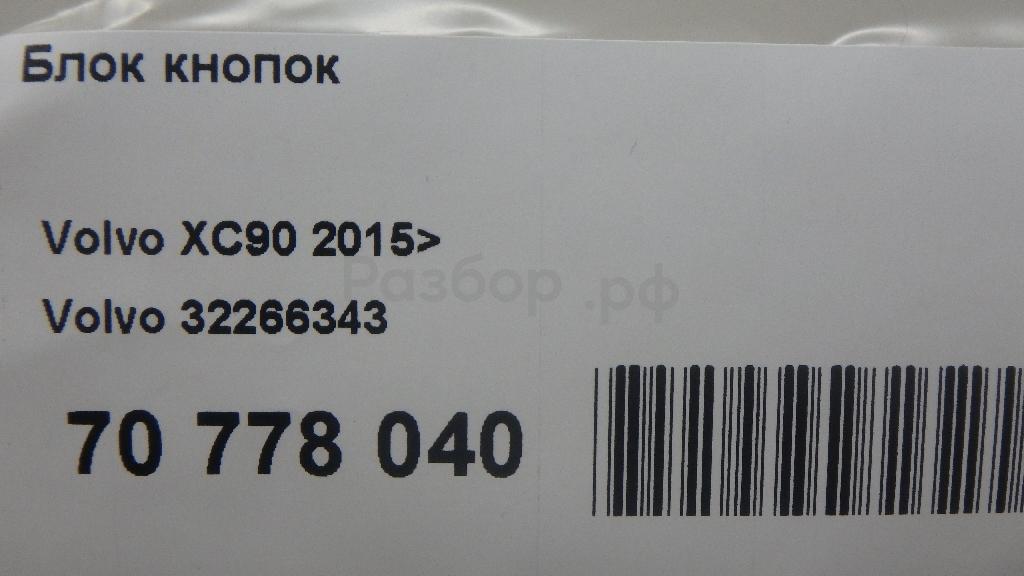 Блок кнопок
Volvo XC90 2015>
Разбор.рф
Volvo 32266343
70 778 040